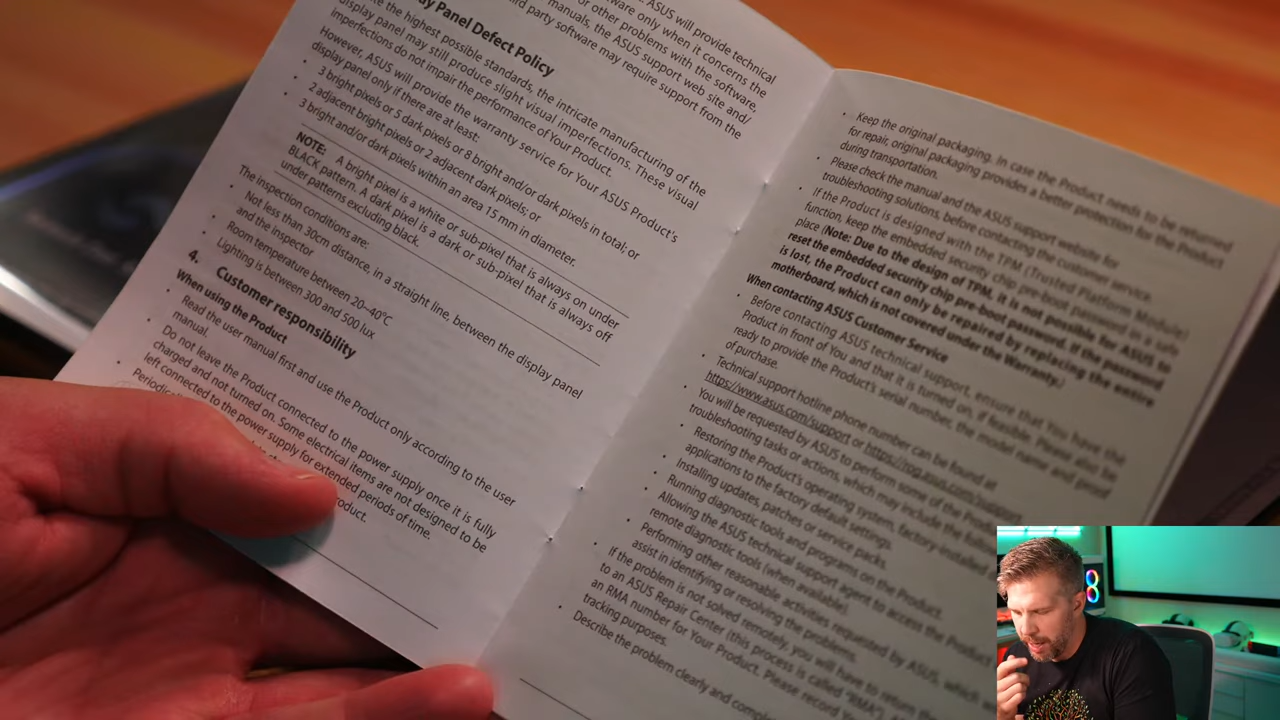 ASUS will provide technical
ware only when it concerns the
or other problems with the software,
manuals, the ASUS support web site and/
ird party software may require support from the
Panel Defect Policy
te the highest possible standards, the intricate manufacturing of the
display panel may still produce slight visual imperfections. These visual
imperfections do not impair the performance of Your Product.
However, ASUS will provide the warranty service for Your ASUS Product's
display panel only if there are at least:
• 3 bright pixels or 5 dark pixels or 8 bright and/or dark pixels in total; or
• 2 adjacent bright pixels or 2 adjacent dark pixels; or
• 3 bright and/or dark pixels within an area 15 mm in diameter.
NOTE: A bright pixel is a white or sub-pixel that is always on under
BLACK pattern. A dark pixel is a dark or sub-pixel that is always off
under patterns excluding black.
The inspection conditions are:
• Not less than 30cm distance, in a straight line, between the display panel
and the inspector
• Room temperature between 20-40°C
• Lighting is between 300 and 500 lux
4. Customer responsibility
When using the Product
• Read the user manual first and use the Product only according to the user
manual.
• Do not leave the Product connected to the power supply once it is fully
charged and not turned on. Some electrical items are not designed to be
left connected to the power supply for extended periods of time.
• Periodically
roduct.
• Keep the original packaging. In case the Product needs to be returned
for repair, original packaging provides a better protection for the Product
during transportation.
• Please check the manual and the ASUS support website for
troubleshooting solutions, before contacting the customer service.
• If the Product is designed with the TPM (Trusted Platform Module)
function, keep the embedded security chip pre-boot password in a safe
place (Note: Due to the design of TPM, it is not possible for ASUS to
reset the embedded security chip pre-boot password. If the password
is lost, the Product can only be repaired by replacing the entire
motherboard, which is not covered under the Warranty.)
When contacting ASUS Customer Service
• Before contacting ASUS technical support, ensure that You have the
Product in front of You and that it is turned on, if feasible. Please also be
ready to provide the Product's serial number, the model name and proof
of purchase.
• Technical support hotline phone number can be found at
https://www.asus.com/support or https://rog.asus.com/support
• You will be requested by ASUS to perform some of the Product's
troubleshooting tasks or actions, which may include the following:
• Restoring the Product's operating system, factory-installed
applications to the factory default settings.
• Installing updates, patches or service packs.
• Running diagnostic tools and programs on the Product.
• Allowing the ASUS technical support agent to access the Product
remote diagnostic tools (when available)
• Performing other reasonable activities requested by ASUS, which
assist in identifying or resolving the problems.
• If the problem is not solved remotely, you will have to return the
to an ASUS Repair Center (this process is called "RMA").
an RMA number for Your Product. Please record
tracking purposes.
• Describe the problem clearly and